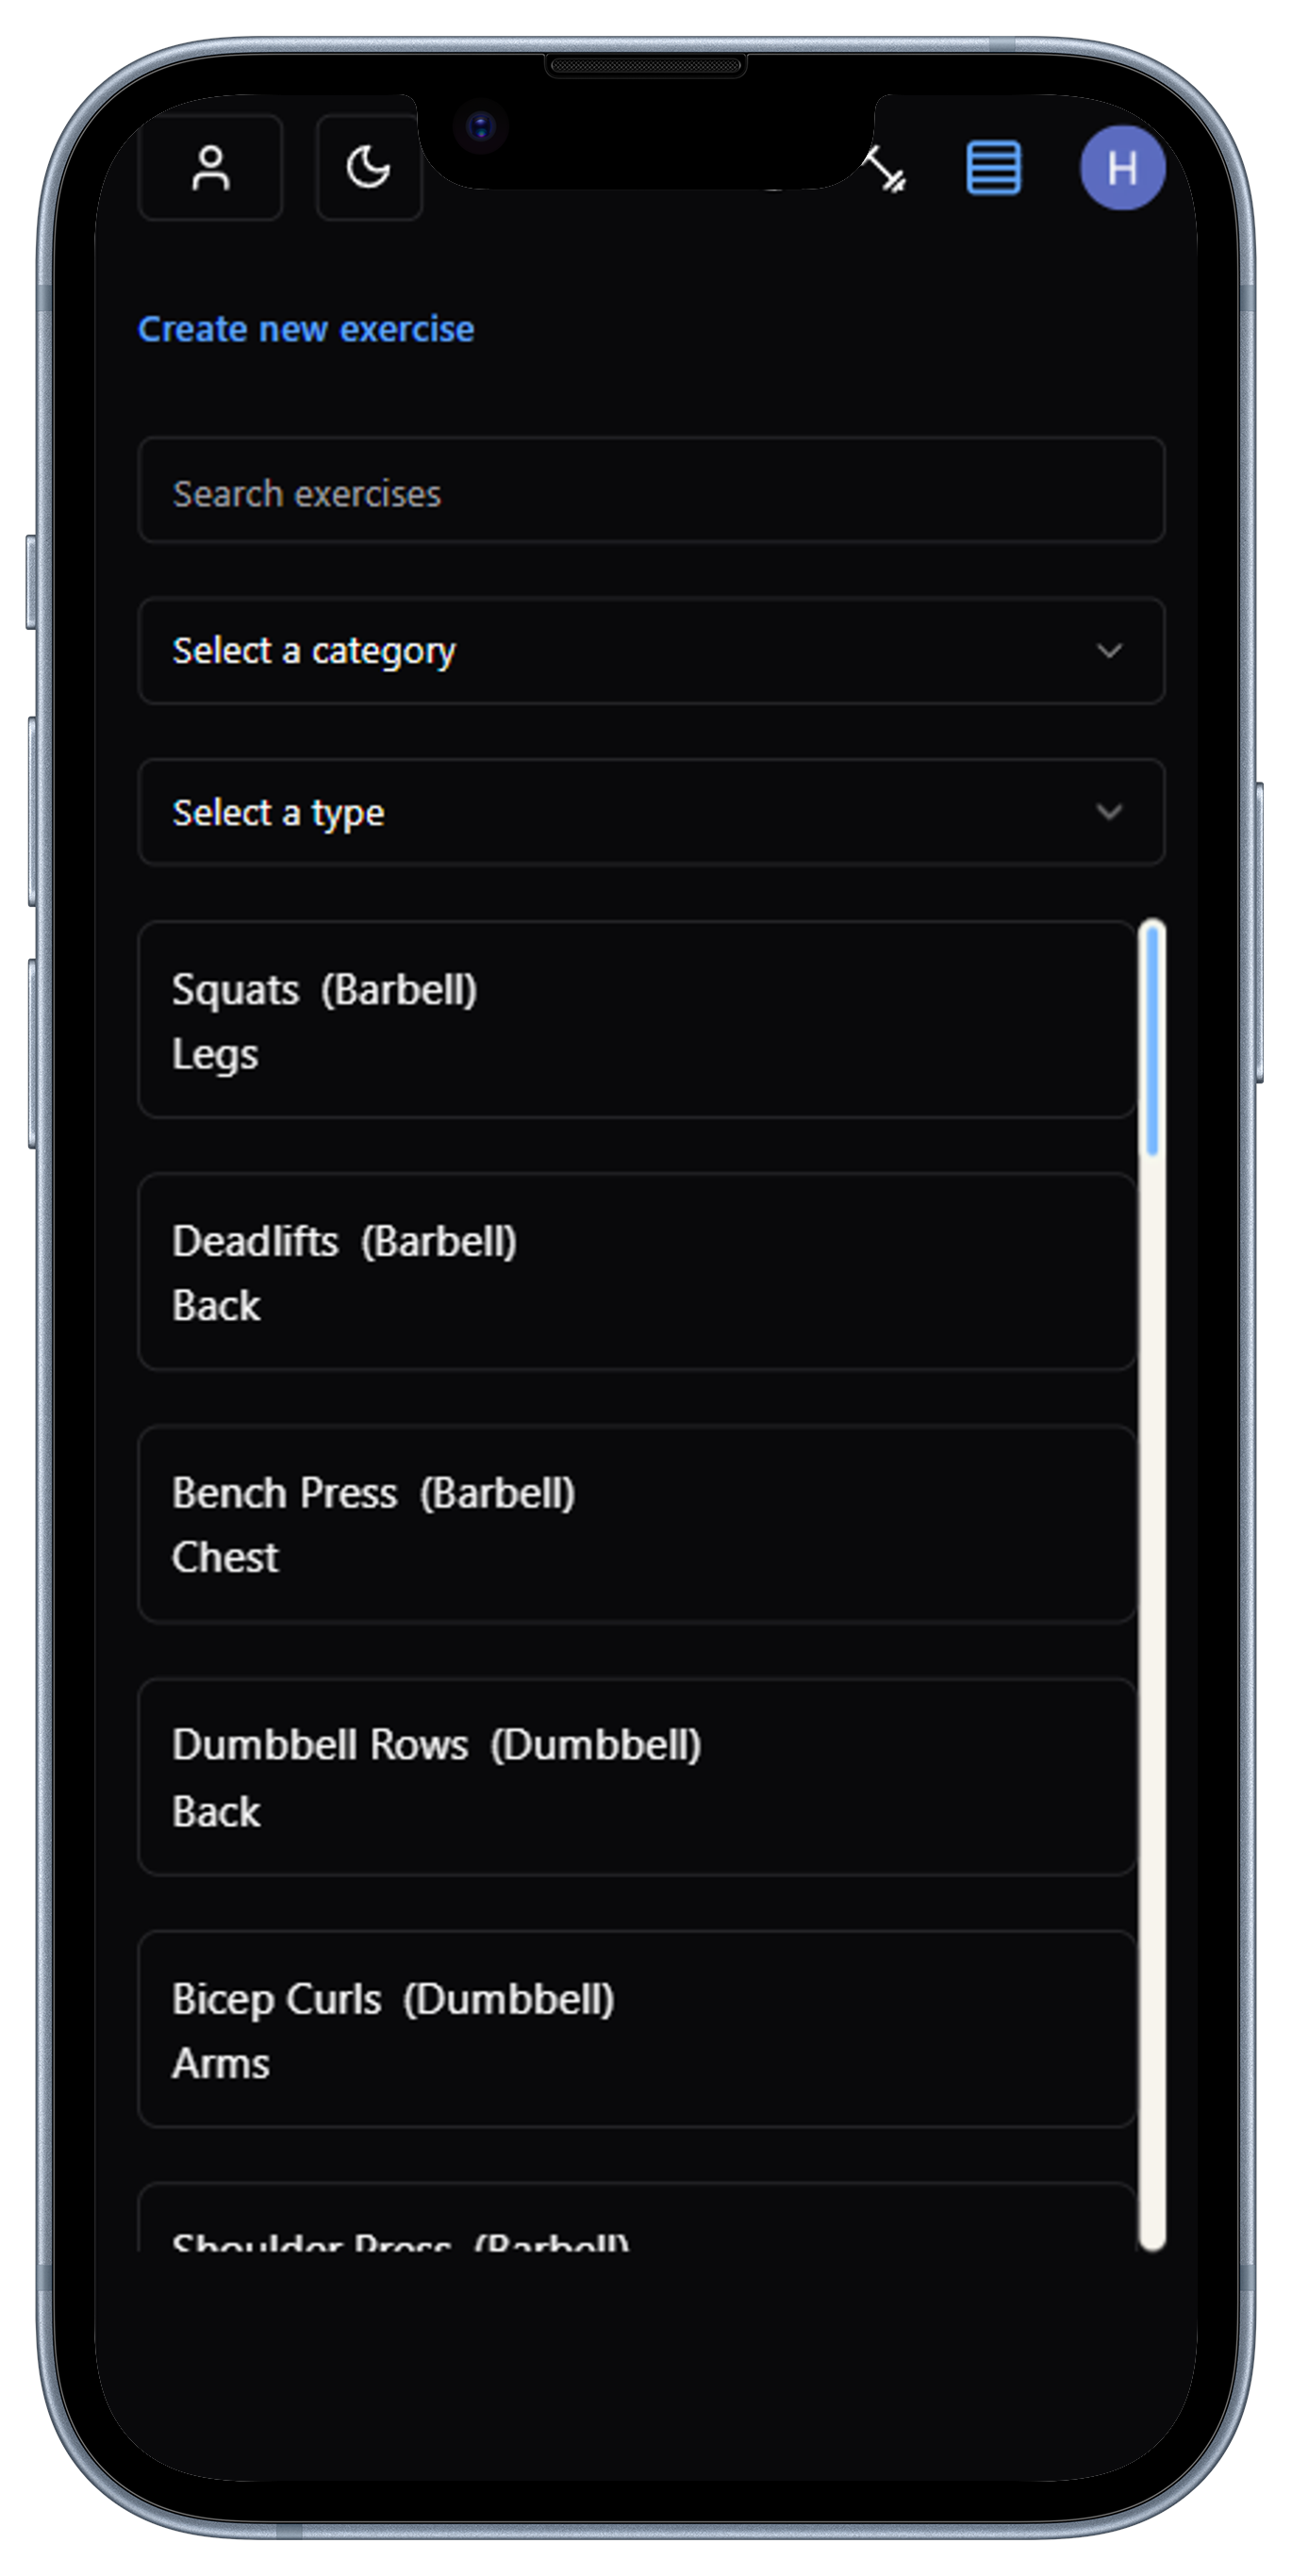 H
Create new exercise
Search exercises
Select a category
Select a type
Squats (Barbell)
Legs
Deadlifts (Barbell)
Back
Bench Press (Barbell)
Chest
Dumbbell Rows (Dumbbell)
Back
Bicep Curls (Dumbbell)
Arms
Shoulder Press (Barbell)